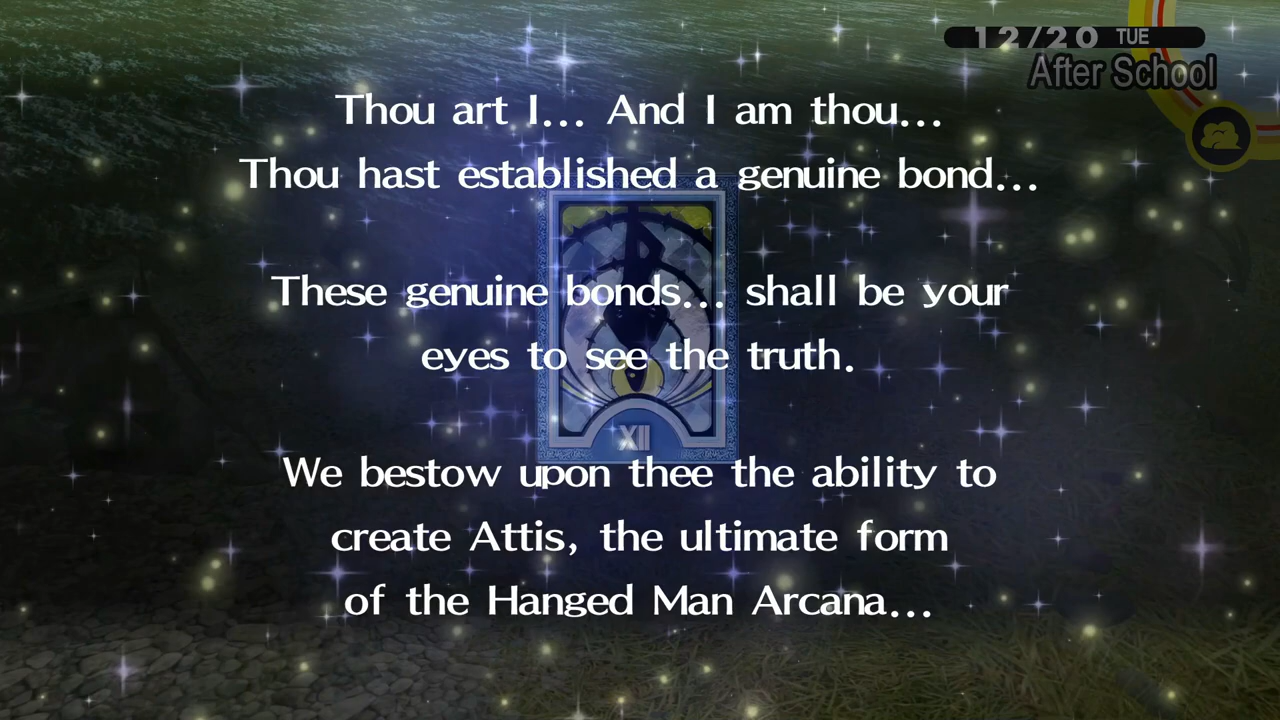 12/20 TUE
After School
Thou art I... And I am thou...
Thou hast established a genuine bond...
These genuine bonds... shall be your
eyes to see the truth.
XII
We bestow upon thee the ability to
create Attis, the ultimate form
of the Hanged Man Arcana...